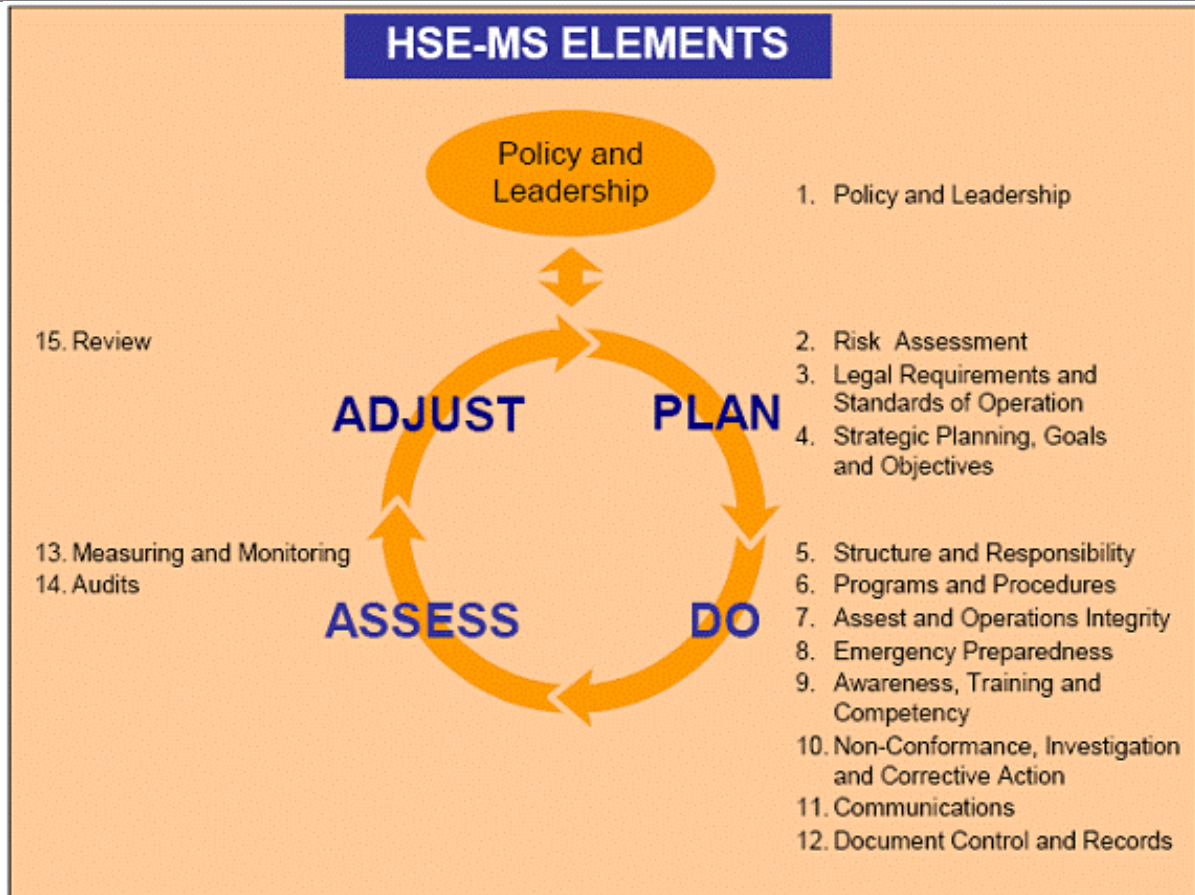 HSE-MS ELEMENTS
Policy and
Leadership
1. Policy and Leadership
15. Review
2. Risk Assessment
3. Legal Requirements and
Standards of Operation
4. Strategic Planning, Goals
and Objectives
ADJUST
PLAN
13. Measuring and Monitoring
14. Audits
5. Structure and Responsibility
6. Programs and Procedures
7. Assest and Operations Integrity
8. Emergency Preparedness
9. Awareness, Training and
Competency
10. Non-Conformance, Investigation
and Corrective Action
11. Communications
12. Document Control and Records
ASSESS
DO